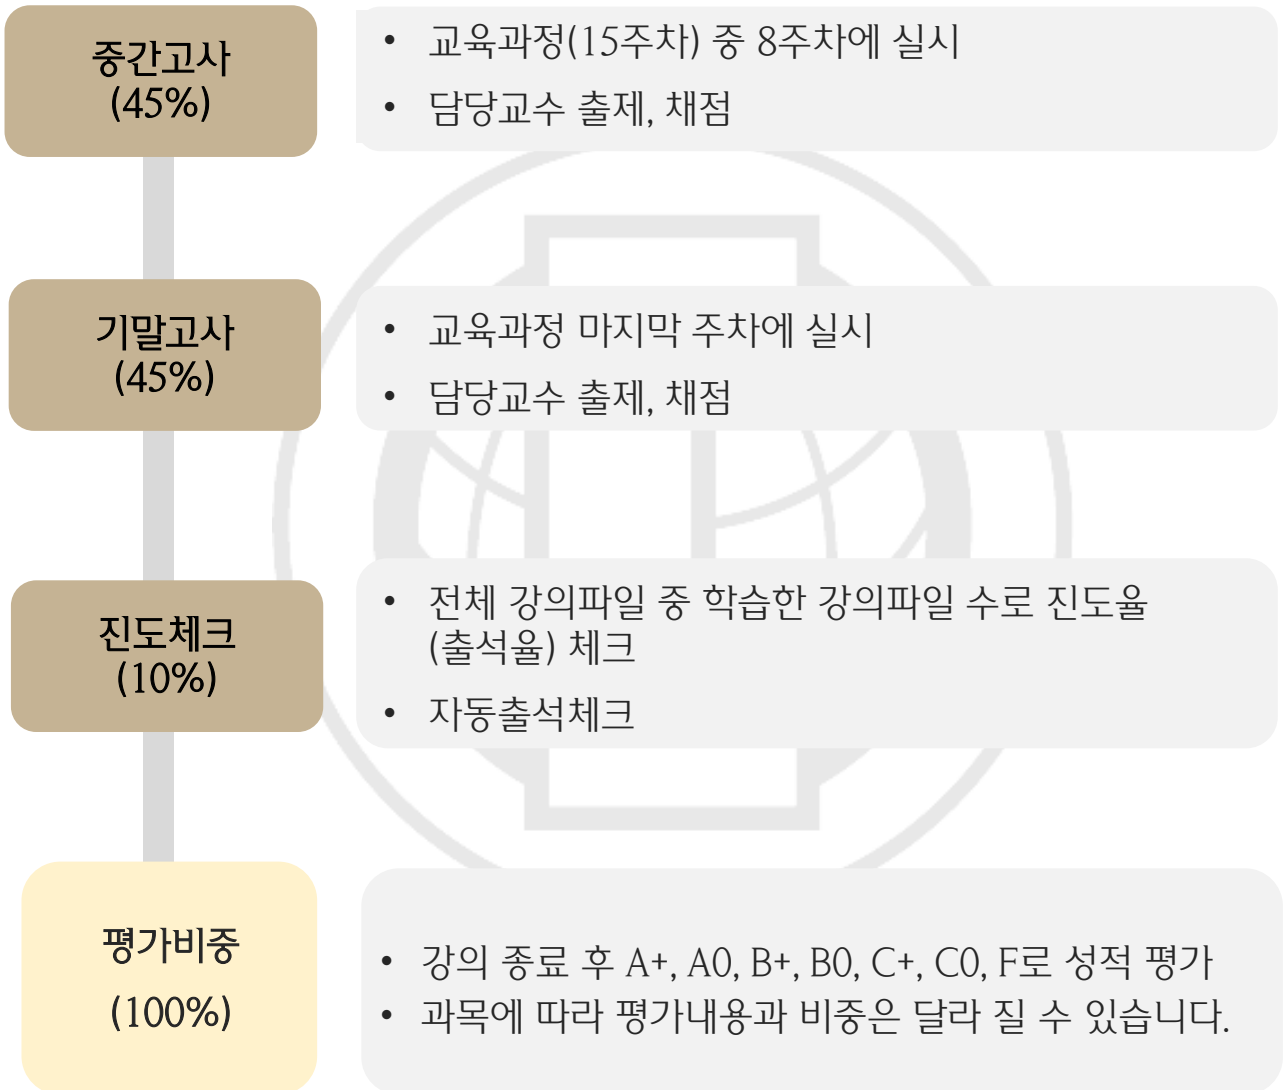 중간고사
(45%)
• 교육과정(15주차) 중 8주차에 실시
• 담당교수 출제, 채점
기말고사
(45%)
• 교육과정 마지막 주차에 실시
• 담당교수 출제, 채점
진도체크
(10%)
• 전체 강의파일 중 학습한 강의파일 수로 진도율
(출석율) 체크
• 자동출석체크
평가비중
(100%)
• 강의 종료 후 A+, A0, B+, B0, C+, C0, F로 성적 평가
• 과목에 따라 평가내용과 비중은 달라 질 수 있습니다.